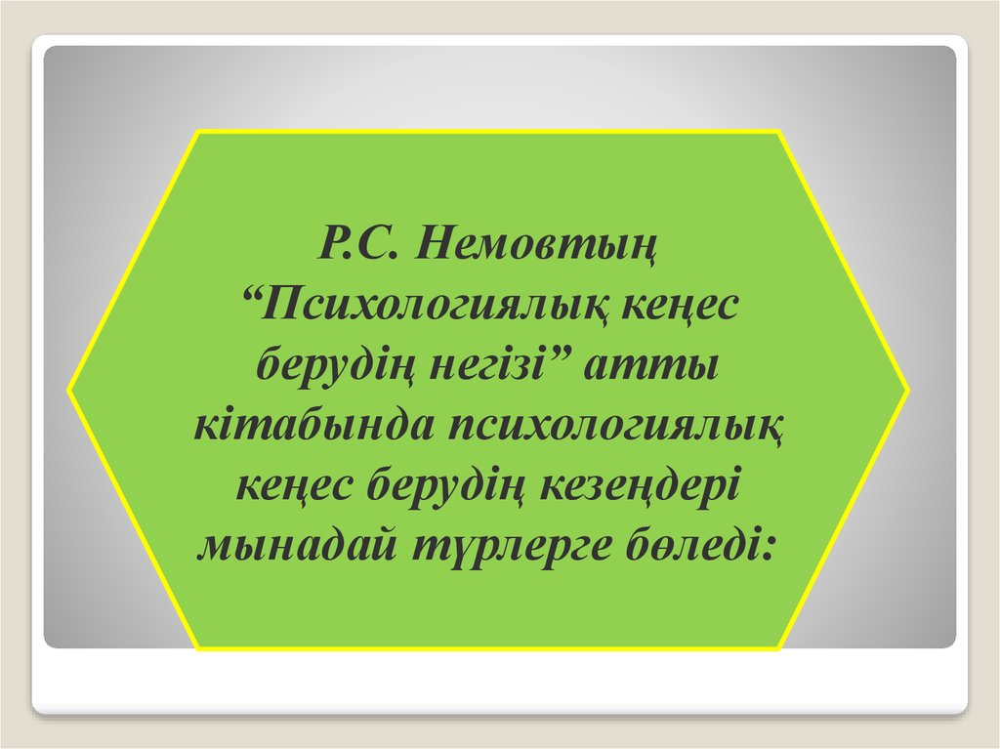 Р.С. Немовтың
“Психологиялық кеңес
берудің негізі” атты
кітабында психологиялық
кеңес берудің кезеңдері
мынадай түрлерге бөледі: